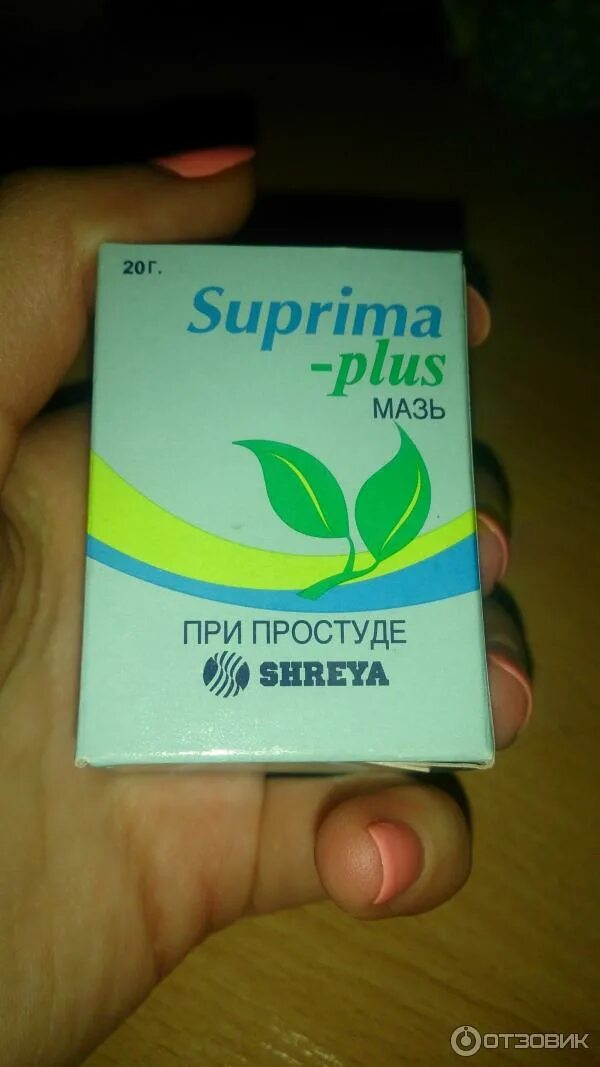 20Г.
Suprima
-plus
МАЗЬ
ПРИ ПРОСТУДЕ
SHREYA
ОТЗОВИК